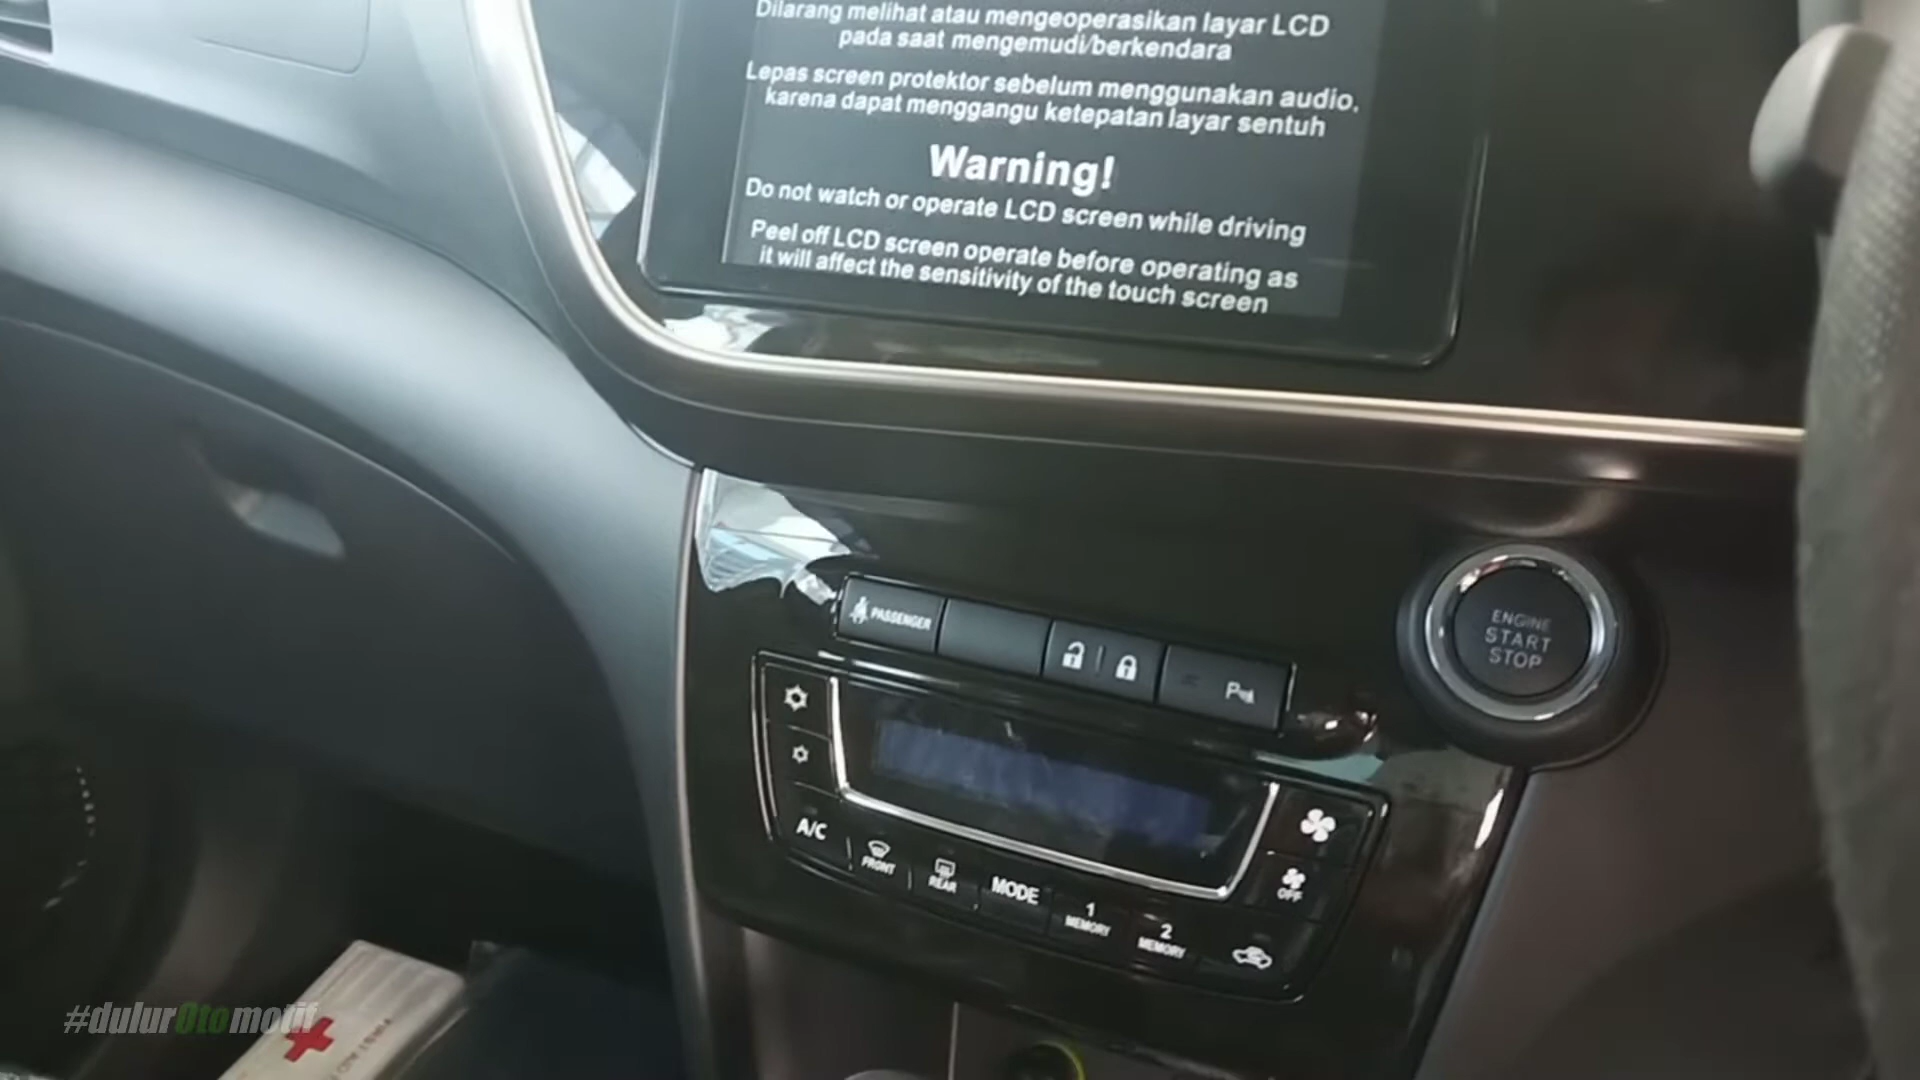 Dilarang melihat atau mengeoperasikan layar LCD
pada saat mengemudi/berkendara
Lepas screen protektor sebelum menggunakan audio,
karena dapat menggangu ketepatan layar sentuh
Warning!
Do not watch or operate LCD screen while driving
Peel off LCD screen operate before operating as
it will affect the sensitivity of the touch screen
PASSENGER
ENGINE
START
STOP
P
A/C
FRONT
REAR
MODE
1
MEMORY
2
MEMORY
OFF
#dulurOtomotif